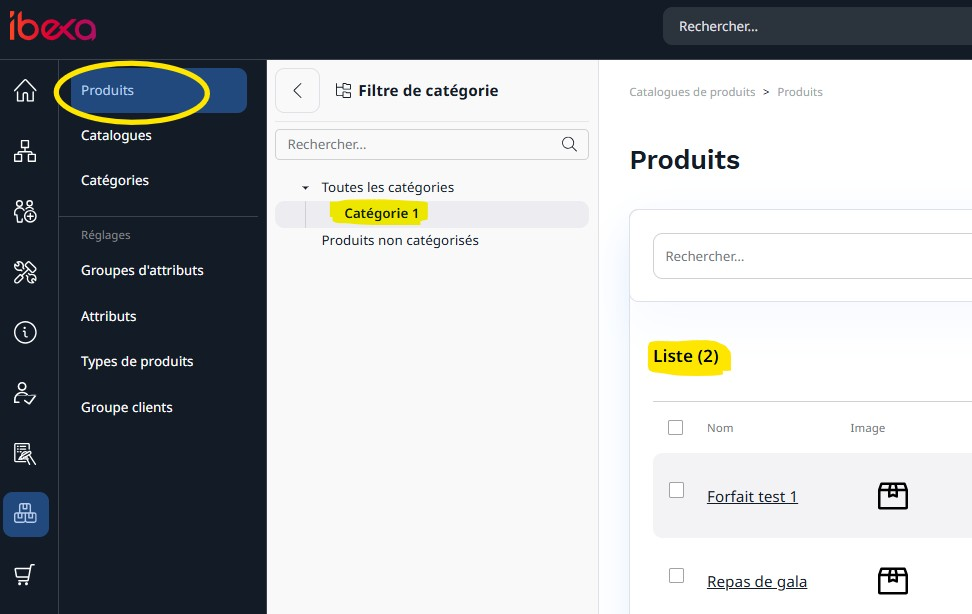 ibexa
Rechercher...
Produits
Catalogues
Catégories
Réglages
Groupes d'attributs
Attributs
Types de produits
Groupe clients
Filtre de catégorie
Rechercher...
Toutes les catégories
Catégorie 1
Produits non catégorisés
Catalogues de produits > Produits
Produits
Rechercher...
Liste (2)
Nom Image
Forfait test 1
Repas de gala